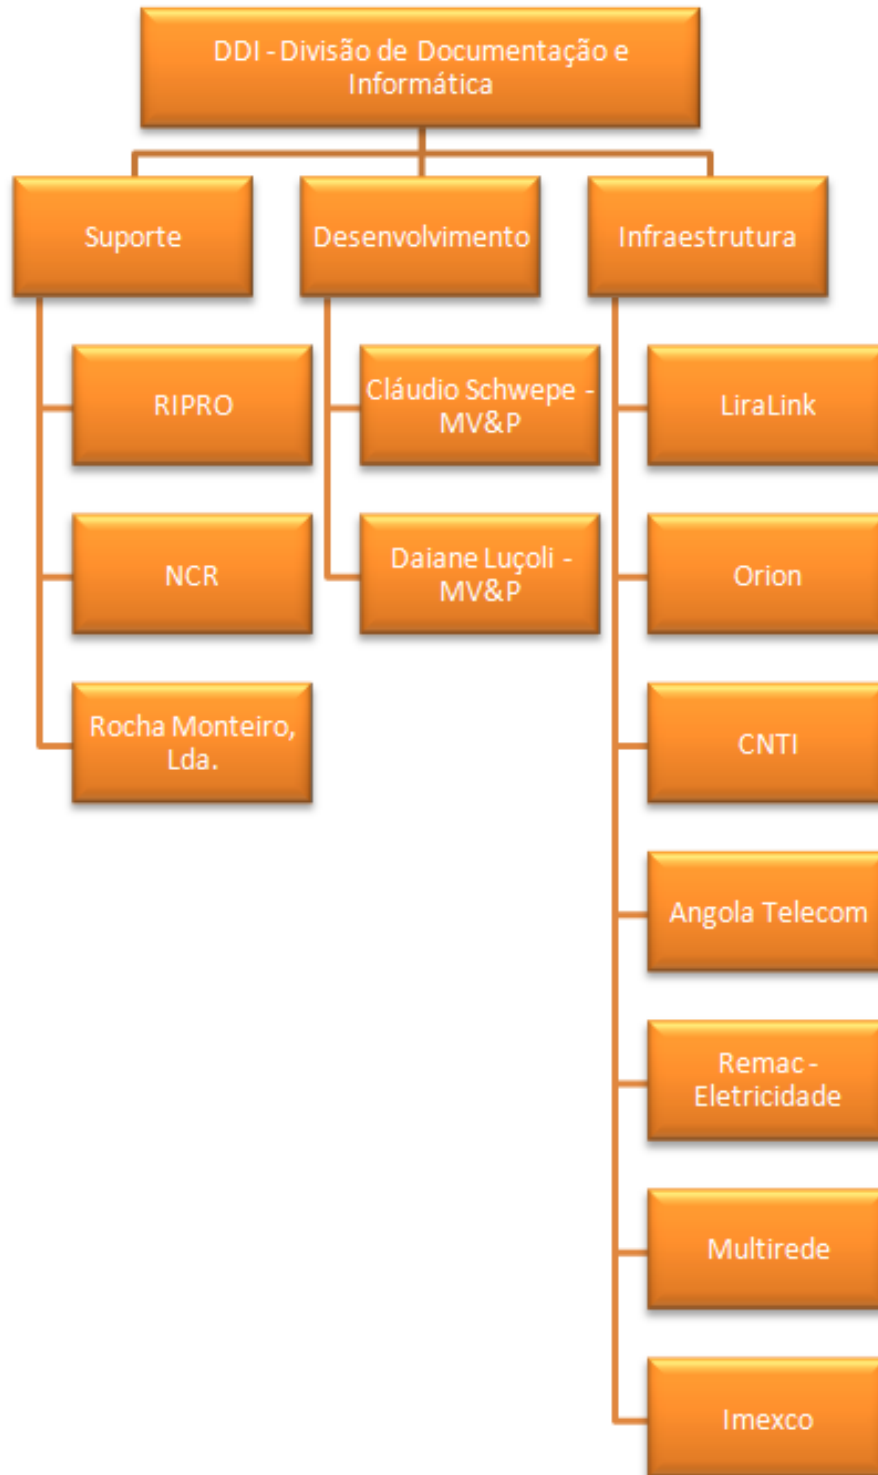 DDI - Divisão de Documentação e
Informática
Suporte
Desenvolvimento
Infraestrutura
RIPRO
NCR
Rocha Monteiro,
Lda.
Cláudio Schwepe -
MV&P
Daiane Luçoli -
MV&P
LiraLink
Orion
CNTI
Angola Telecom
Remac -
Eletricidade
Multirede
Imexco